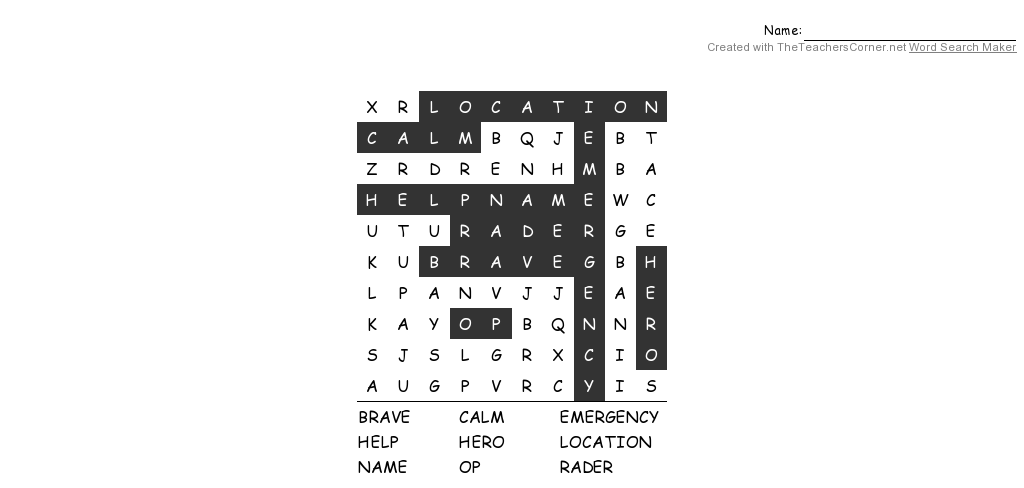 Name:
Created with TheTeachersCorner.net Word Search Maker
X R L O C A T I O N
C A L M B Q J E B T
Z R D R E N H M B A
H E L P N A M E W C
U T U R A D E R G E
K U B R A V E G B H
L P A N V J J E A E
K A Y O P B Q N N R
S J S L G R X C I O
A U G P V R C Y I S
BRAVE CALM EMERGENCY
HELP HERO LOCATION
NAME OP RADER